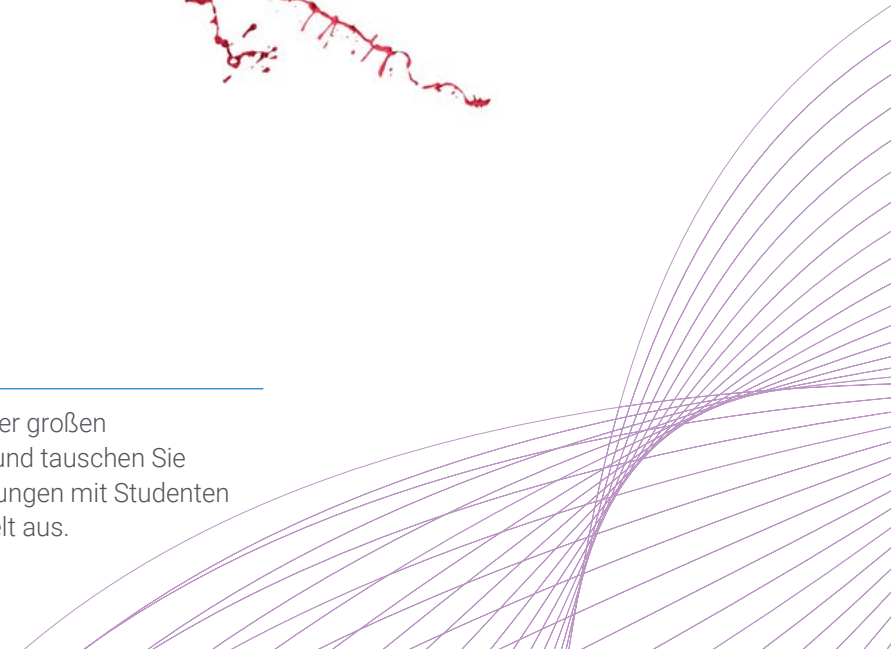 er großen
und tauschen Sie
ungen mit Studenten
lt aus.